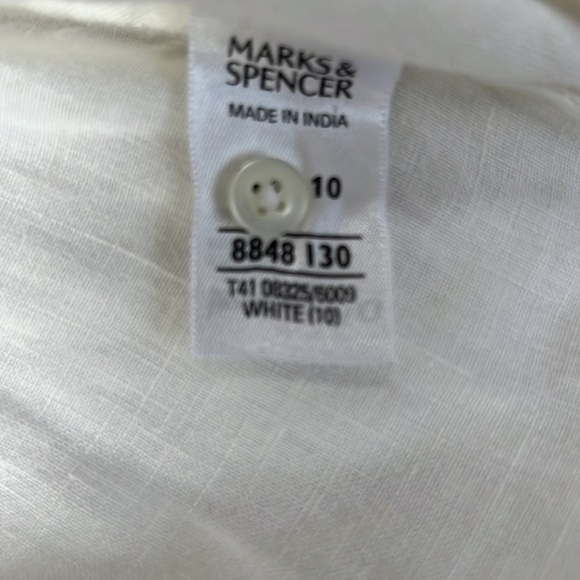 MARKS &
SPENCER
MADE IN INDIA
10
8848 130
T41 08325/6009
WHITE (10)